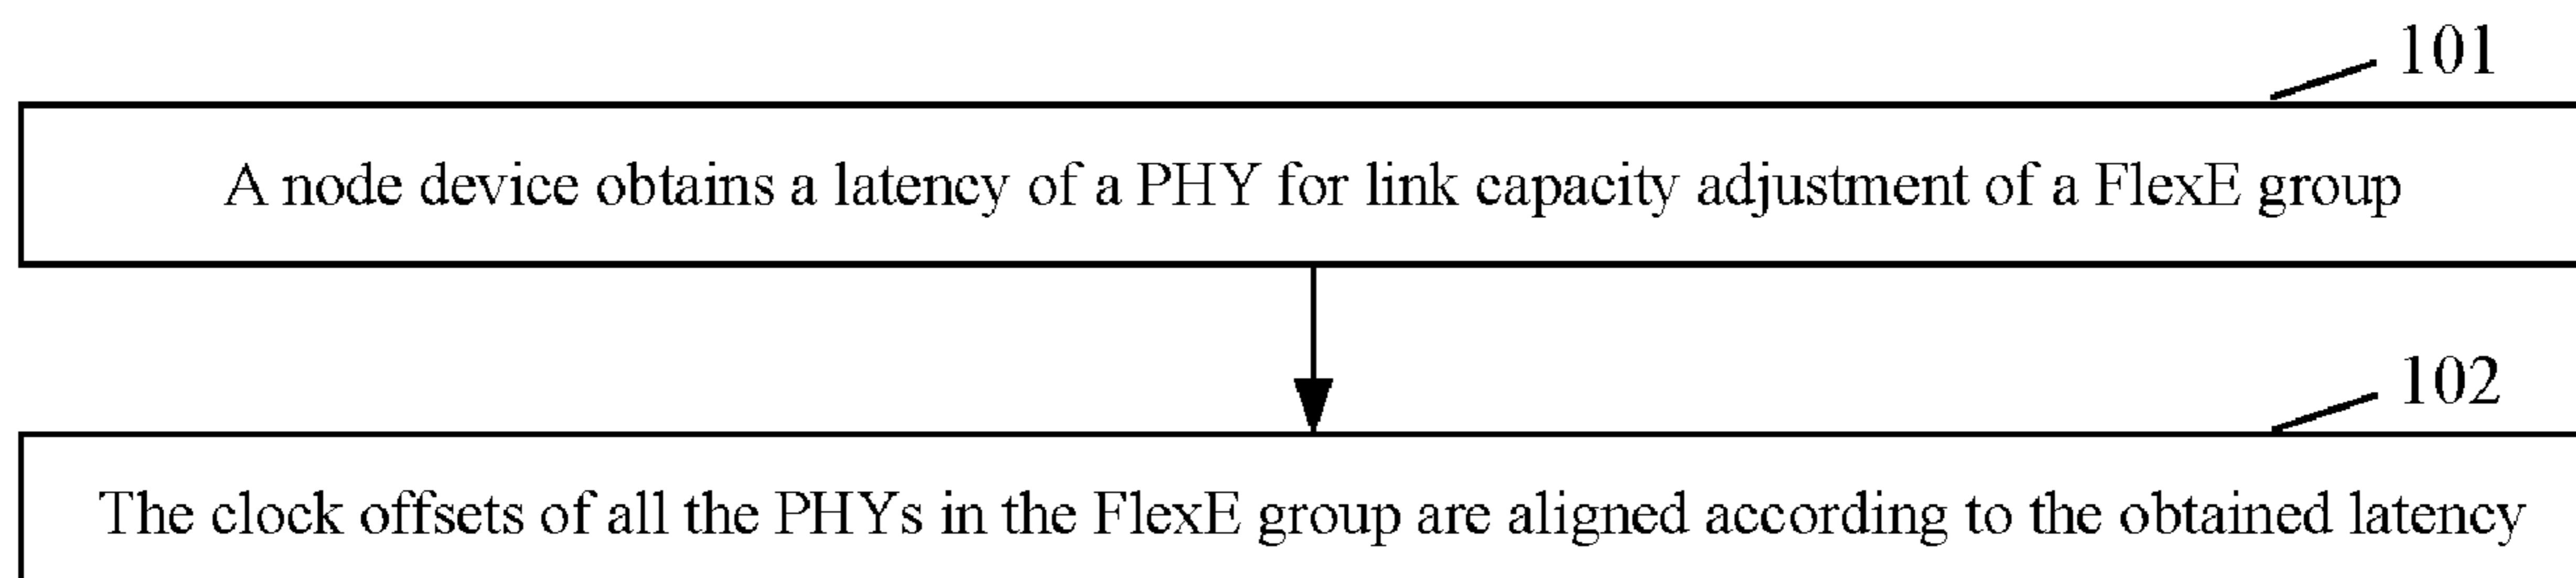 101
A node device obtains a latency of a PHY for link capacity adjustment of a FlexE group
102
The clock offsets of all the PHYs in the FlexE group are aligned according to the obtained latency